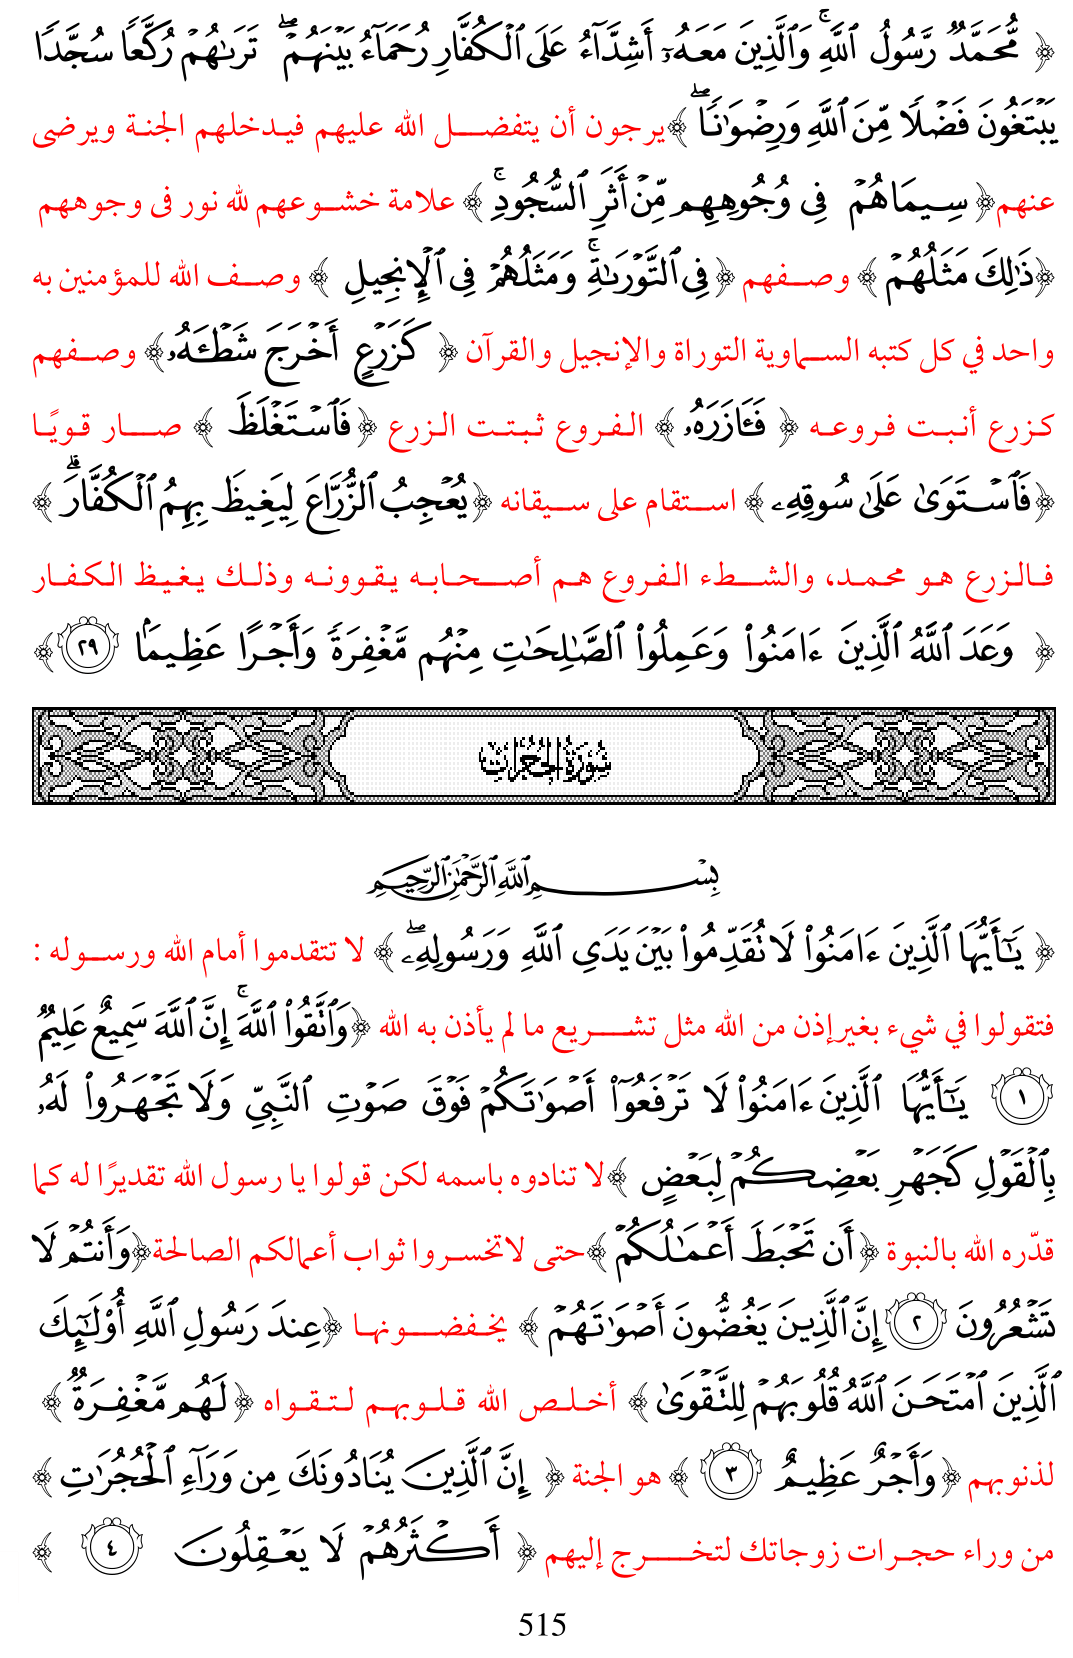 ﴿ مُّحَمَّدٌ رَّسُولُ ٱللَّهِۚ وَٱلَّذِينَ مَعَهُۥٓ أَشِدَّآءُ عَلَى ٱلْكُفَّارِ رُحَمَآءُ بَيْنَهُمْۖ تَرَىٰهُمْ رُكَّعًا سُجَّدًا
يَبْتَغُونَ فَضْلًا مِّنَ ٱللَّهِ وَرِضْوَٰنًاۖ ﴾يرجون أن يتفضل الله عليهم فيدخلهم الجنة ويرضى
عنهم﴿ سِيمَاهُمْ فِى وُجُوهِهِم مِّنْ أَثَرِ ٱلسُّجُودِۚ ﴾ علامة خشوعهم لله نور فى وجوههم
﴿ذَٰلِكَ مَثَلُهُمْ ﴾ وصفهم ﴿فِى ٱلتَّوْرَىٰةِۚ وَمَثَلُهُمْ فِى ٱلْإِنجِيلِ ﴾ وصف الله للمؤمنين به
واحد في كل كتبه السماوية التوراة والإنجيل والقرآن ﴿ كَزَرْعٍ أَخْرَجَ شَطْـَٔهُۥ﴾ وصفهم
كزرع أنبت فروعه ﴿ فَـَٔازَرَهُۥ ﴾ الفروع ثبتت الزرع ﴿فَٱسْتَغْلَظَ ﴾ صار قويًا
﴿فَٱسْتَوَىٰ عَلَىٰ سُوقِهِۦ ﴾ استقام على سيقانه ﴿يُعْجِبُ ٱلزُّرَّاعَ لِيَغِيظَ بِهِمُ ٱلْكُفَّارَۗ ﴾
فالزرع هو محمد، والشطء الفروع هم أصحابه يقوونه وذلك يغيظ الكفار
﴿ وَعَدَ ٱللَّهُ ٱلَّذِينَ ءَامَنُوا۟ وَعَمِلُوا۟ ٱلصَّٰلِحَٰتِ مِنْهُم مَّغْفِرَةً وَأَجْرًا عَظِيمًۢا ٢٩ ﴾
سُورَةُ الحُجُرَاتِ
بِسْمِ ٱللَّهِ ٱلرَّحْمَٰنِ ٱلرَّحِيمِ
﴿ يَٰٓأَيُّهَا ٱلَّذِينَ ءَامَنُوا۟ لَا تُقَدِّمُوا۟ بَيْنَ يَدَىِ ٱللَّهِ وَرَسُولِهِۦۖ ﴾ لا تتقدموا أمام الله ورسوله :
فتقولوا في شيء بغيرإذن من الله مثل تشريع ما لم يأذن به الله ﴿وَٱتَّقُوا۟ ٱللَّهَۚ إِنَّ ٱللَّهَ سَمِيعٌ عَلِيمٌ
١ يَٰٓأَيُّهَا ٱلَّذِينَ ءَامَنُوا۟ لَا تَرْفَعُوٓا۟ أَصْوَٰتَكُمْ فَوْقَ صَوْتِ ٱلنَّبِىِّ وَلَا تَجْهَرُوا۟ لَهُۥ
بِٱلْقَوْلِ كَجَهْرِ بَعْضِكُمْ لِبَعْضٍ ﴾لا تنادوه باسمه لكن قولوا يا رسول الله تقديرًا له كما
قدّره الله بالنبوة ﴿أَن تَحْبَطَ أَعْمَٰلُكُمْ ﴾حتى لاتخسروا ثواب أعمالكم الصالحة﴿وَأَنتُمْ لَا
تَشْعُرُونَ ٢ إِنَّ ٱلَّذِينَ يَغُضُّونَ أَصْوَٰتَهُمْ ﴾ يخفضونها ﴿عِندَ رَسُولِ ٱللَّهِ أُو۟لَٰٓئِكَ
ٱلَّذِينَ ٱمْتَحَنَ ٱللَّهُ قُلُوبَهُمْ لِلتَّقْوَىٰ ﴾ أخلص الله قلوبهم لتقواه ﴿لَهُم مَّغْفِرَةٌ ﴾
لذنوبهم ﴿وَأَجْرٌ عَظِيمٌ ٣ ﴾ هو الجنة ﴿ إِنَّ ٱلَّذِينَ يُنَادُونَكَ مِن وَرَآءِ ٱلْحُجُرَٰتِ ﴾
من وراء حجرات زوجاتك لتخرج إليهم ﴿ أَكْثَرُهُمْ لَا يَعْقِلُونَ ٤ ﴾
515